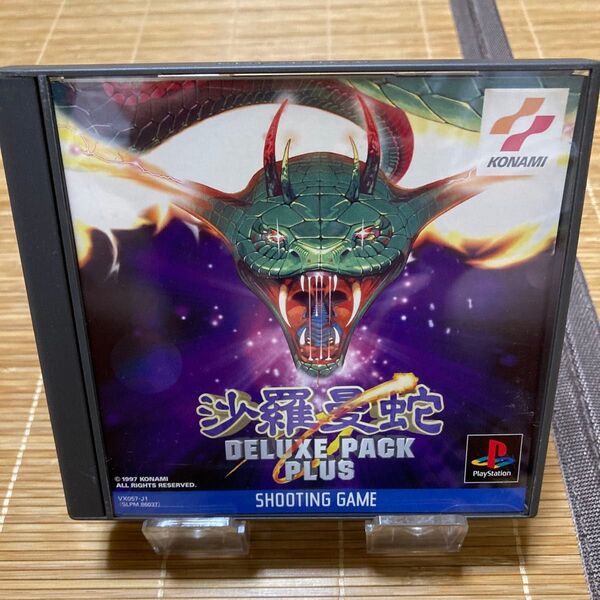 KONAMI
沙羅曼蛇
DELUXE PACK
PLUS
© 1997 KONAMI
ALL RIGHTS RESERVED.
PlayStation
VX057-J1
(SLPM 86037)
SHOOTING GAME